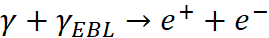 γ + γ_EBL → e⁺ + e⁻